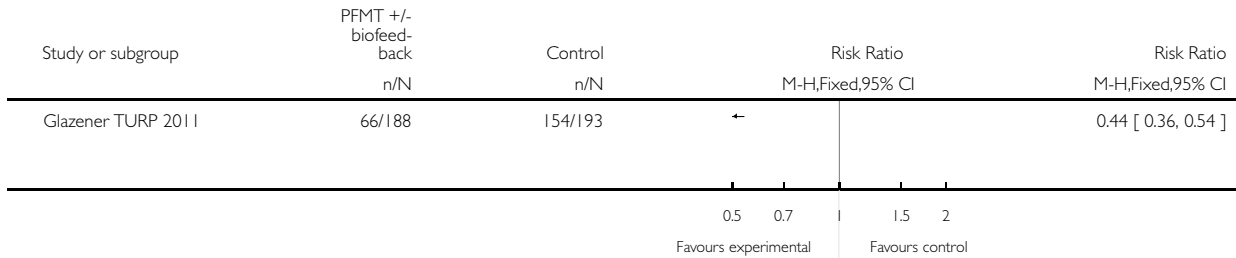 PFMT +/-
biofeed-
Study or subgroup back Control Risk Ratio Risk Ratio
n/N n/N M-H,Fixed,95% CI M-H,Fixed,95% CI
Glazener TURP 2011 66/188 154/193 0.44 [ 0.36, 0.54 ]
0.5 0.7 1 1.5 2
Favours experimental Favours control